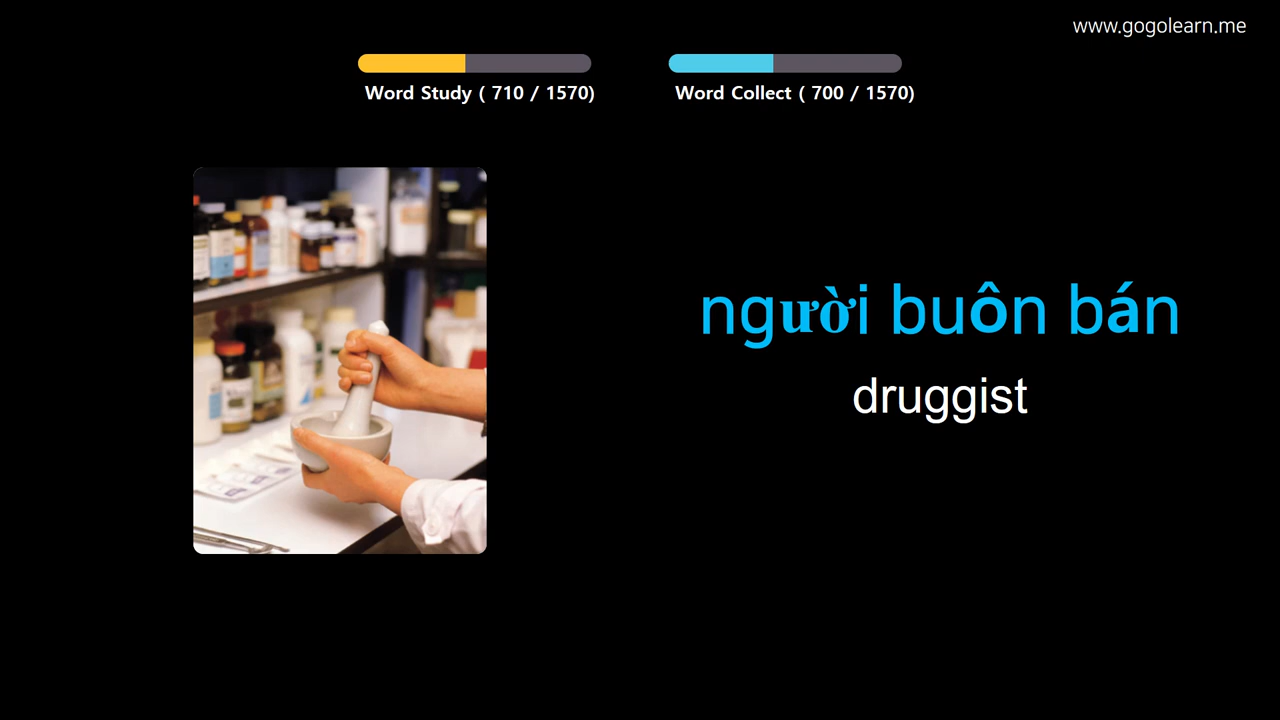 www.gogolearn.me
Word Study ( 710 / 1570)
Word Collect ( 700 / 1570)
người buôn bán
druggist